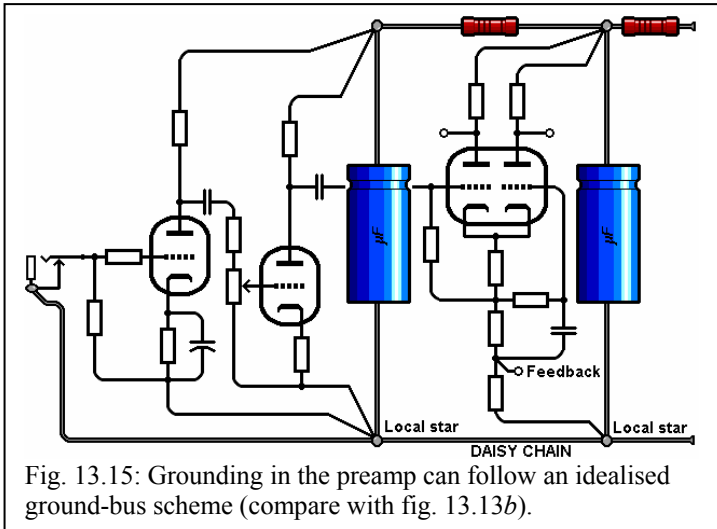 µF
µF
Feedback
Local star
Local star
DAISY CHAIN
Fig. 13.15: Grounding in the preamp can follow an idealised
ground-bus scheme (compare with fig. 13.13b).